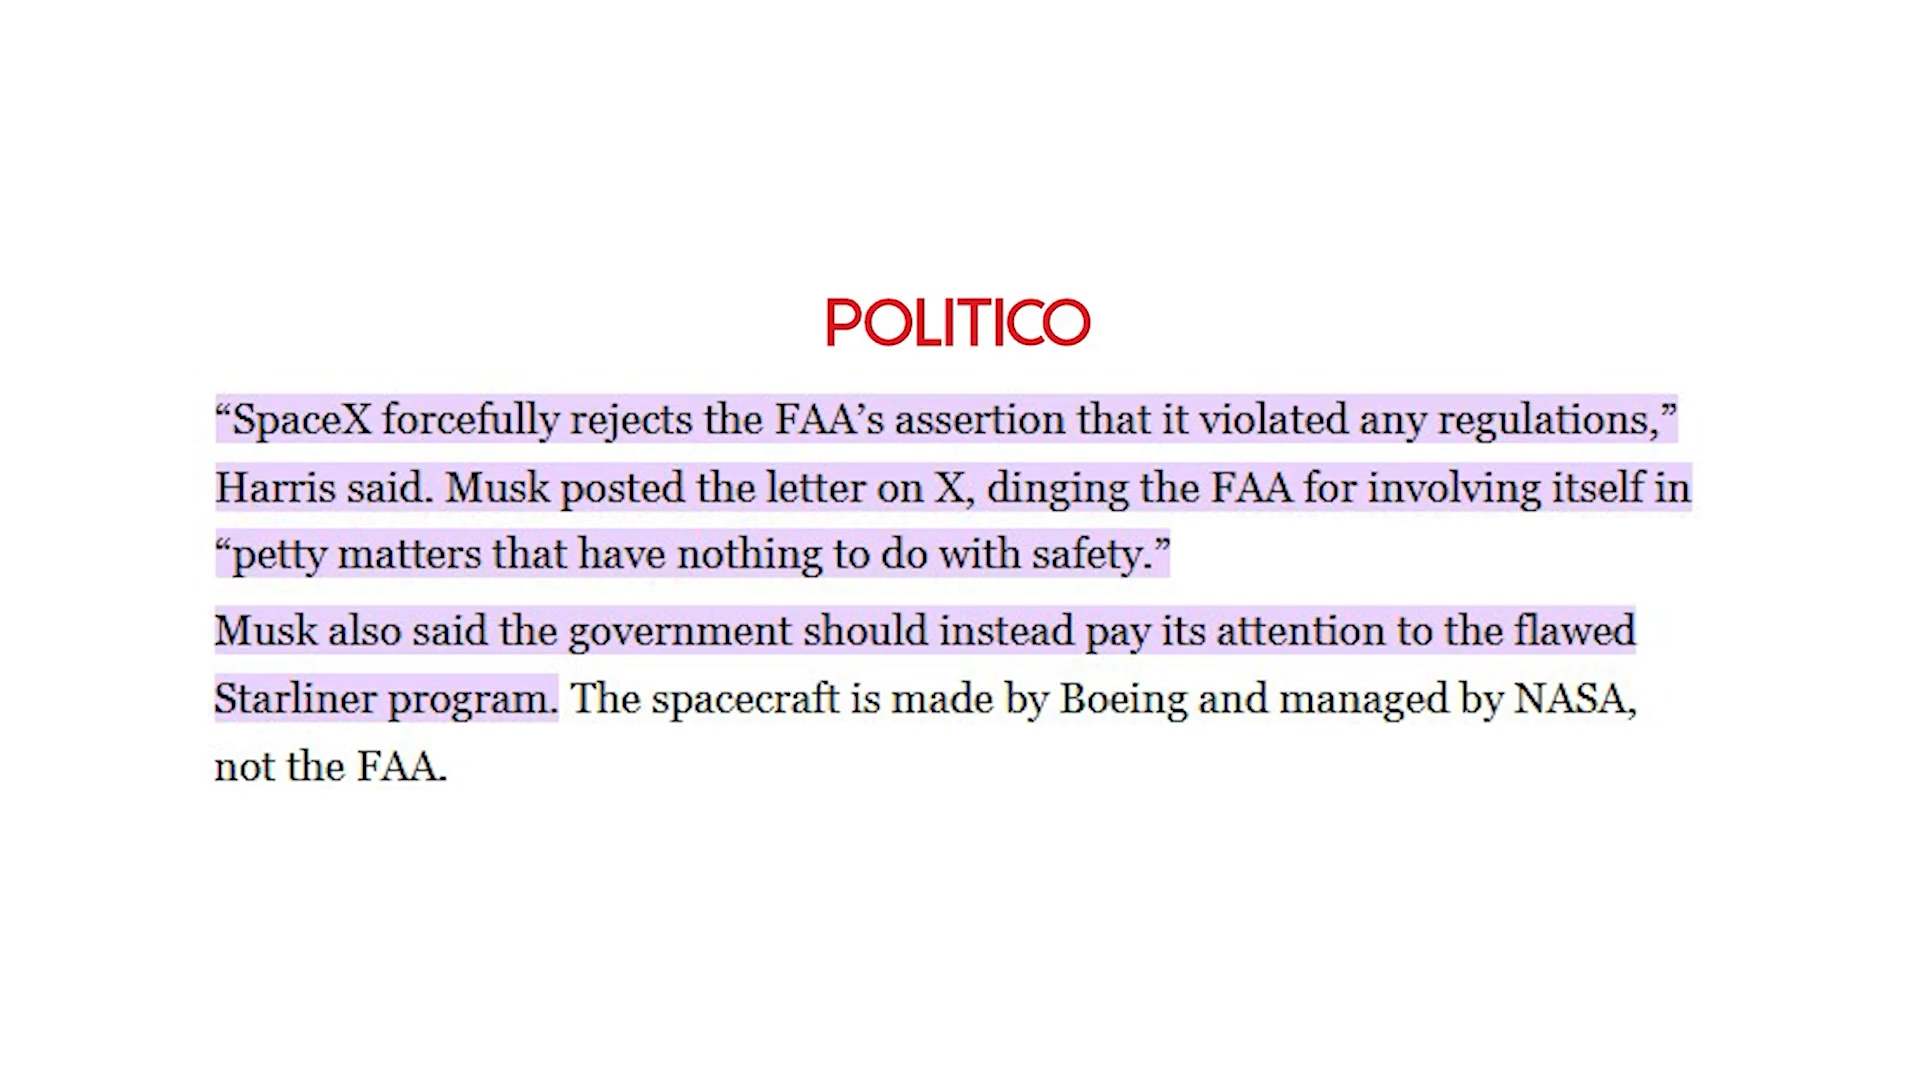 POLITICO
“SpaceX forcefully rejects the FAA’s assertion that it violated any regulations,”
Harris said. Musk posted the letter on X, dinging the FAA for involving itself in
“petty matters that have nothing to do with safety.”
Musk also said the government should instead pay its attention to the flawed
Starliner program. The spacecraft is made by Boeing and managed by NASA,
not the FAA.